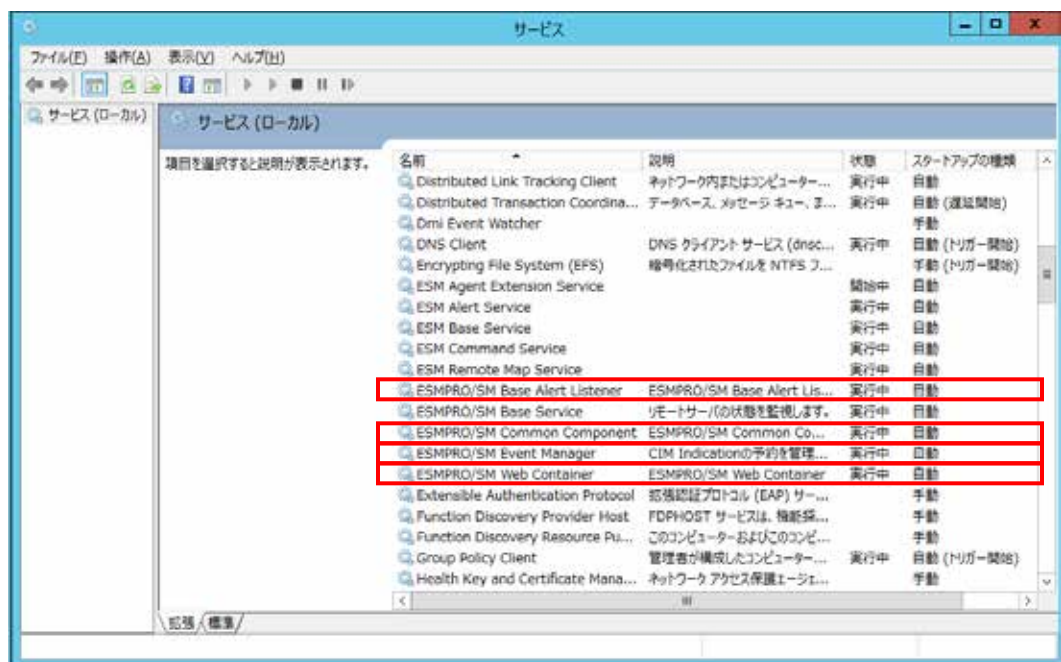 サービス
ファイル(F) 操作(A) 表示(V) ヘルプ(H)
サービス (ローカル)
サービス (ローカル)
項目を選択すると説明が表示されます。
名前 説明 状態 スタートアップの種類
Distributed Link Tracking Client ネットワーク内またはコンピューター... 実行中 自動
Distributed Transaction Coordina... データベース、メッセージ キュー、ま... 実行中 自動 (遅延開始)
Dmi Event Watcher 手動
DNS Client DNS クライアント サービス (dnsc... 実行中 自動 (トリガー開始)
Encrypting File System (EFS) 暗号化されたファイルを NTFS フ... 手動 (トリガー開始)
ESM Agent Extension Service 開始中 自動
ESM Alert Service 実行中 自動
ESM Base Service 実行中 自動
ESM Command Service 実行中 自動
ESM Remote Map Service 実行中 自動
ESMPRO/SM Base Alert Listener ESMPRO/SM Base Alert Lis... 実行中 自動
ESMPRO/SM Base Service リモートサーバの状態を監視します。 実行中 自動
ESMPRO/SM Common Component ESMPRO/SM Common Co... 実行中 自動
ESMPRO/SM Event Manager CIM Indicationの予約を管理... 実行中 自動
ESMPRO/SM Web Container ESMPRO/SM Web Container 実行中 自動
Extensible Authentication Protocol 拡張認証プロトコル (EAP) サー... 手動
Function Discovery Provider Host FDPHOST サービスは、機能探... 手動
Function Discovery Resource Pu... このコンピューターおよびこのコンピ... 手動
Group Policy Client 管理者が構成したコンピューター... 実行中 自動 (トリガー開始)
Health Key and Certificate Mana... ネットワーク アクセス保護エージェ... 手動
拡張 標準